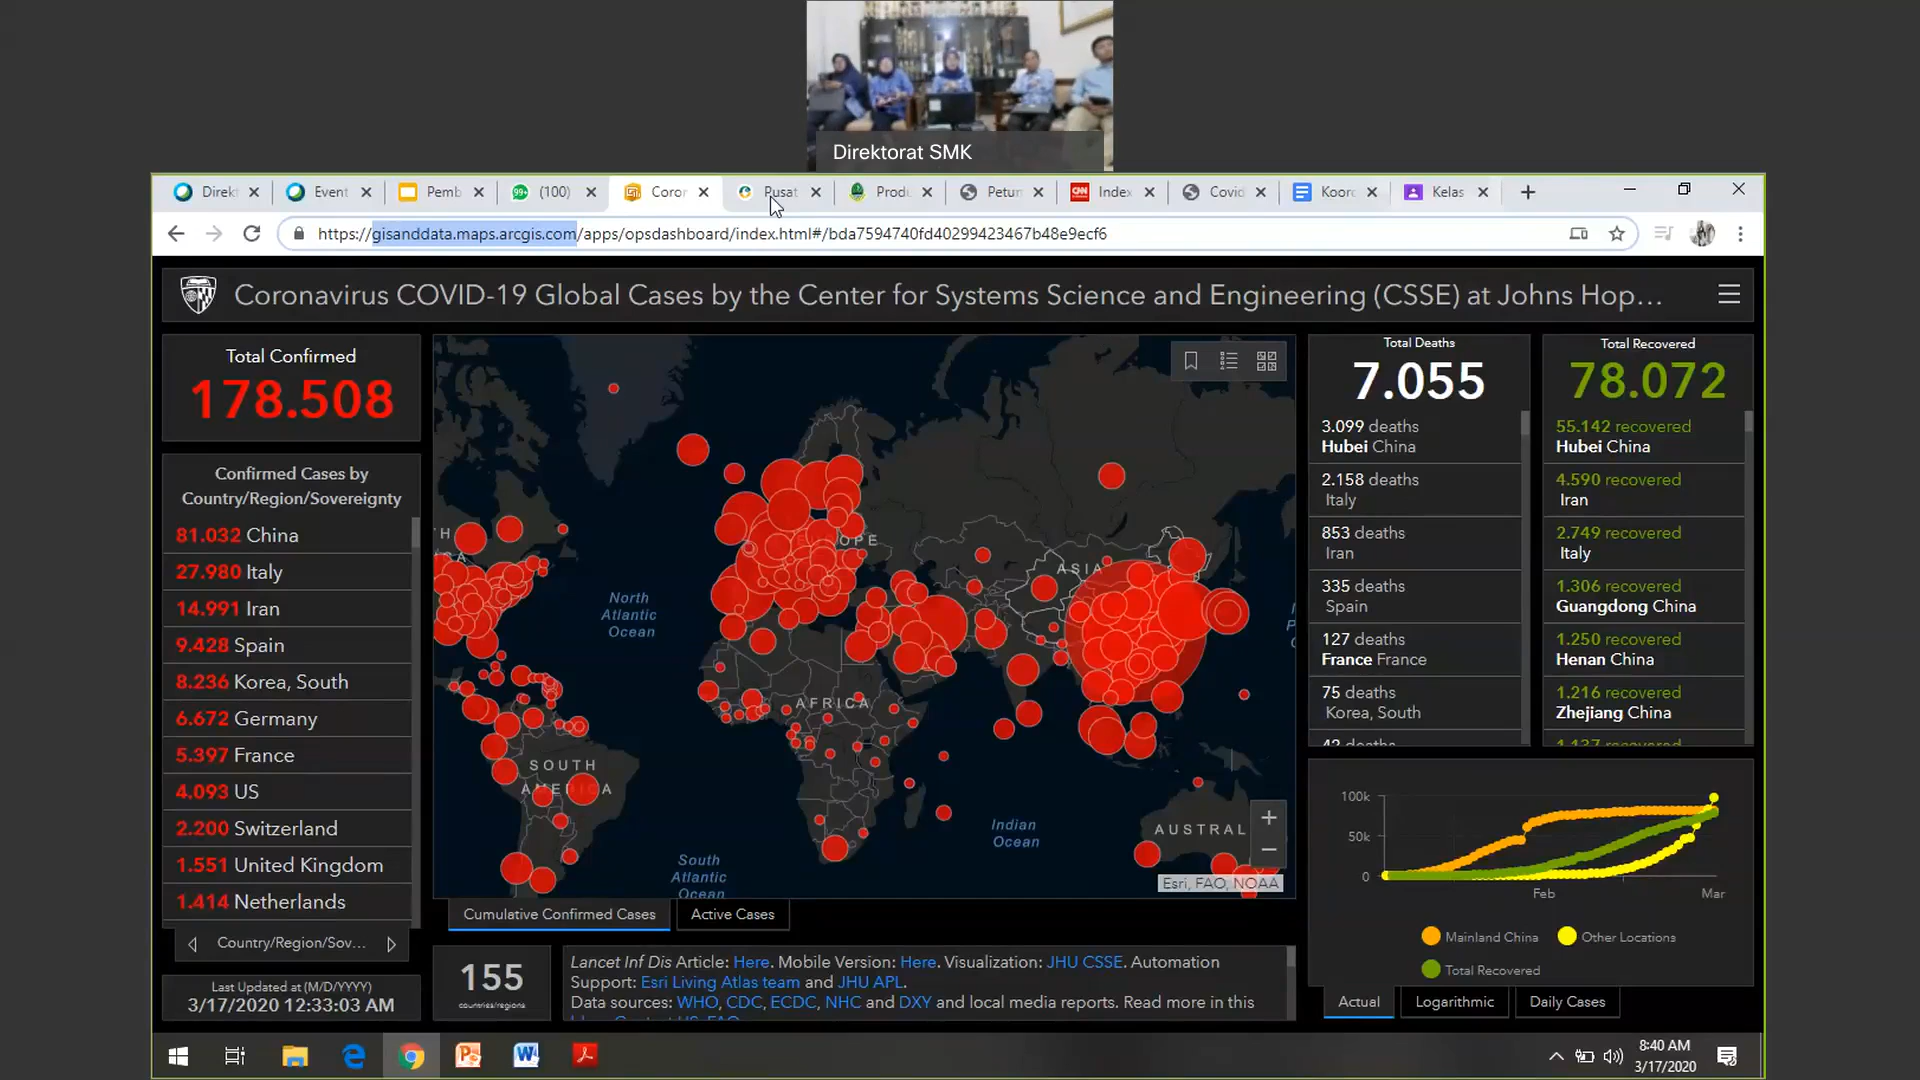 Direktorat SMK
Direkt
Event
Pemb
(100)
Coror
Pusat
Produ
Petun
Index
Covid
Koord
Kelas
https://gisanddata.maps.arcgis.com/apps/opsdashboard/index.html#/bda7594740fd40299423467b48e9ecf6
Coronavirus COVID-19 Global Cases by the Center for Systems Science and Engineering (CSSE) at Johns Hop...
Total Confirmed
178.508
Confirmed Cases by
Country/Region/Sovereignty
81.032 China
27.980 Italy
14.991 Iran
9.428 Spain
8.236 Korea, South
6.672 Germany
5.397 France
4.093 US
2.200 Switzerland
1.551 United Kingdom
1.414 Netherlands
Country/Region/Sov...
Last Updated at (M/D/YYYY)
3/17/2020 12:33:03 AM
North
Atlantic
Ocean
ASIA
AFRICA
SOUTH
AMERICA
Indian
Ocean
AUSTRAL
South
Atlantic
Ocean
Esri, FAO, NOAA
Cumulative Confirmed Cases
Active Cases
155
countries/regions
Lancet Inf Dis Article: Here. Mobile Version: Here. Visualization: JHU CSSE. Automation
Support: Esri Living Atlas team and JHU APL.
Data sources: WHO, CDC, ECDC, NHC and DXY and local media reports. Read more in this
Total Deaths
7.055
3.099 deaths
Hubei China
2.158 deaths
Italy
853 deaths
Iran
335 deaths
Spain
127 deaths
France France
75 deaths
Korea, South
Total Recovered
78.072
55.142 recovered
Hubei China
4.590 recovered
Iran
2.749 recovered
Italy
1.306 recovered
Guangdong China
1.250 recovered
Henan China
1.216 recovered
Zhejiang China
100k
50k
0
Feb
Mar
Mainland China
Other Locations
Total Recovered
Actual
Logarithmic
Daily Cases
8:40 AM
3/17/2020